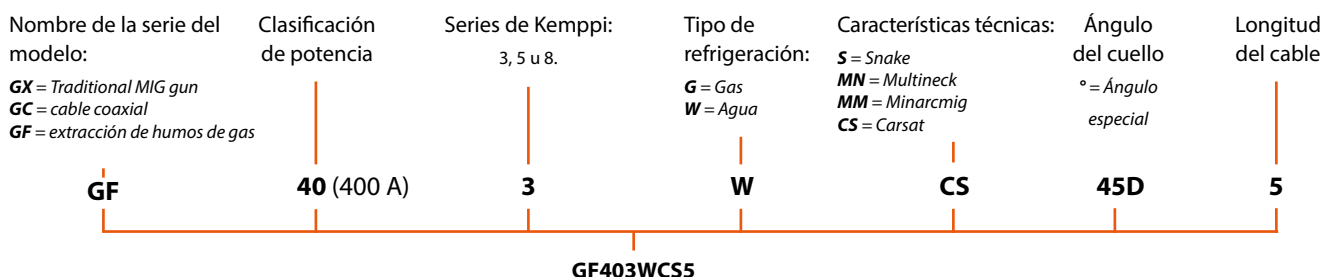 Nombre de la serie del
modelo:
GX = Traditional MIG gun
GC = cable coaxial
GF = extracción de humos de gas
Clasificación
de potencia
Series de Kemppi:
3, 5 u 8.
Tipo de
refrigeración:
G = Gas
W = Agua
Características técnicas:
S = Snake
MN = Multineck
MM = Minarcmig
CS = Carsat
Ángulo
del cuello
° = Ángulo
especial
Longitud
del cable
GF
40 (400 A)
3
W
CS
45D
5
GF403WCS5